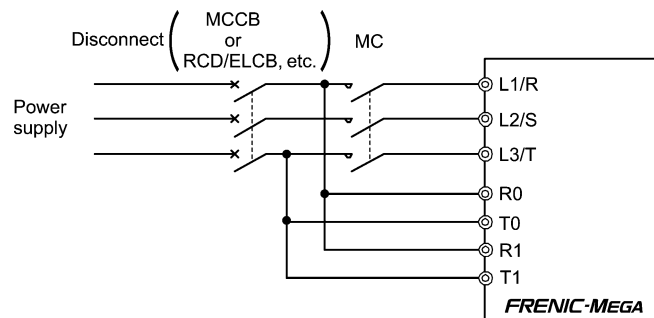 Disconnect
MCCB
or
RCD/ELCB, etc.
MC
Power
supply
L1/R
L2/S
L3/T
R0
T0
R1
T1
FRENIC-MEGA